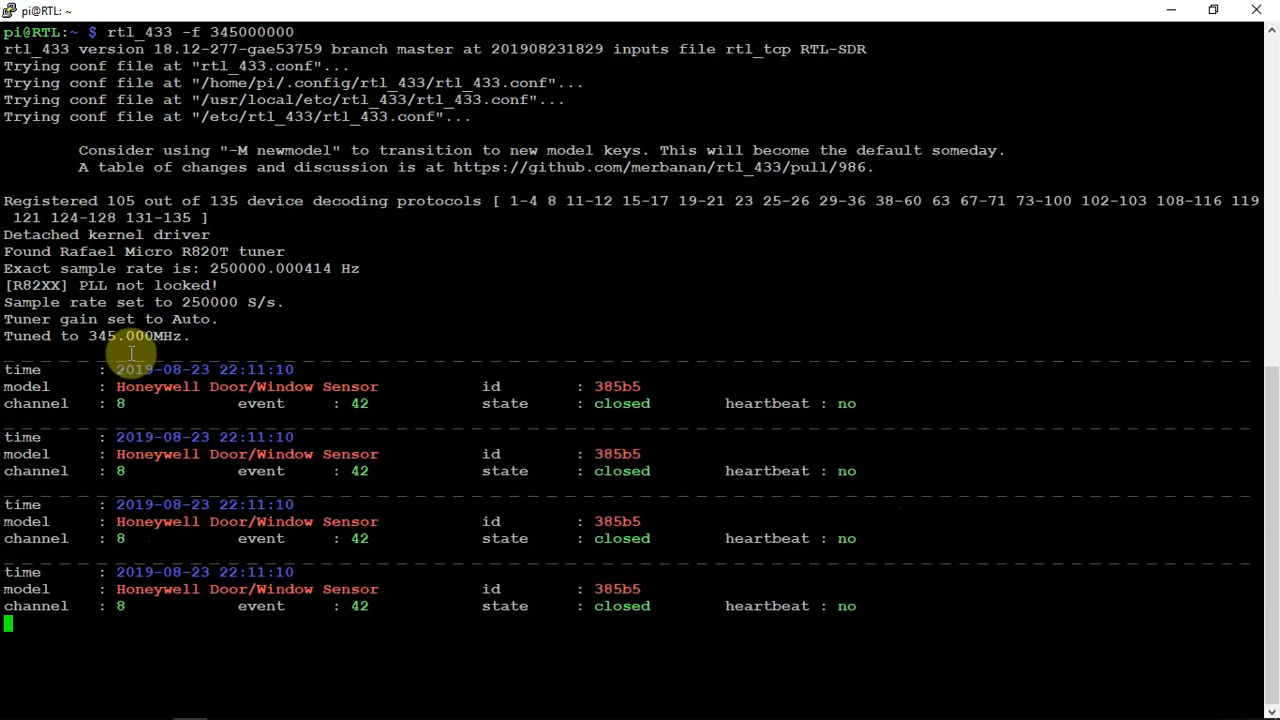 pi@RTL: ~
pi@RTL:~ $ rtl_433 -f 345000000
rtl_433 version 18.12-277-gae53759 branch master at 201908231829 inputs file rtl_tcp RTL-SDR
Trying conf file at "rtl_433.conf"...
Trying conf file at "/home/pi/.config/rtl_433/rtl_433.conf"...
Trying conf file at "/usr/local/etc/rtl_433/rtl_433.conf"...
Trying conf file at "/etc/rtl_433/rtl_433.conf"...
Consider using "-M newmodel" to transition to new model keys. This will become the default someday.
A table of changes and discussion is at https://github.com/merbanan/rtl_433/pull/986.
Registered 105 out of 135 device decoding protocols [ 1-4 8 11-12 15-17 19-21 23 25-26 29-36 38-60 63 67-71 73-100 102-103 108-116 119
121 124-128 131-135 ]
Detached kernel driver
Found Rafael Micro R820T tuner
Exact sample rate is: 250000.000414 Hz
[R82XX] PLL not locked!
Sample rate set to 250000 S/s.
Tuner gain set to Auto.
Tuned to 345.000MHz.
_ _ _ _ _ _ _ _ _ _ _ _ _ _ _ _ _ _ _ _ _ _ _ _ _ _ _ _ _ _ _ _ _ _ _ _ _ _ _ _ _ _ _ _ _ _ _ _ _ _ _ _ _ _ _ _ _ _ _ _ _ _ _ _ _ _ _
time : 2019-08-23 22:11:10
model : Honeywell Door/Window Sensor id : 385b5
channel : 8 event : 42 state : closed heartbeat : no
_ _ _ _ _ _ _ _ _ _ _ _ _ _ _ _ _ _ _ _ _ _ _ _ _ _ _ _ _ _ _ _ _ _ _ _ _ _ _ _ _ _ _ _ _ _ _ _ _ _ _ _ _ _ _ _ _ _ _ _ _ _ _ _ _ _ _
time : 2019-08-23 22:11:10
model : Honeywell Door/Window Sensor id : 385b5
channel : 8 event : 42 state : closed heartbeat : no
_ _ _ _ _ _ _ _ _ _ _ _ _ _ _ _ _ _ _ _ _ _ _ _ _ _ _ _ _ _ _ _ _ _ _ _ _ _ _ _ _ _ _ _ _ _ _ _ _ _ _ _ _ _ _ _ _ _ _ _ _ _ _ _ _ _ _
time : 2019-08-23 22:11:10
model : Honeywell Door/Window Sensor id : 385b5
channel : 8 event : 42 state : closed heartbeat : no
_ _ _ _ _ _ _ _ _ _ _ _ _ _ _ _ _ _ _ _ _ _ _ _ _ _ _ _ _ _ _ _ _ _ _ _ _ _ _ _ _ _ _ _ _ _ _ _ _ _ _ _ _ _ _ _ _ _ _ _ _ _ _ _ _ _ _
time : 2019-08-23 22:11:10
model : Honeywell Door/Window Sensor id : 385b5
channel : 8 event : 42 state : closed heartbeat : no